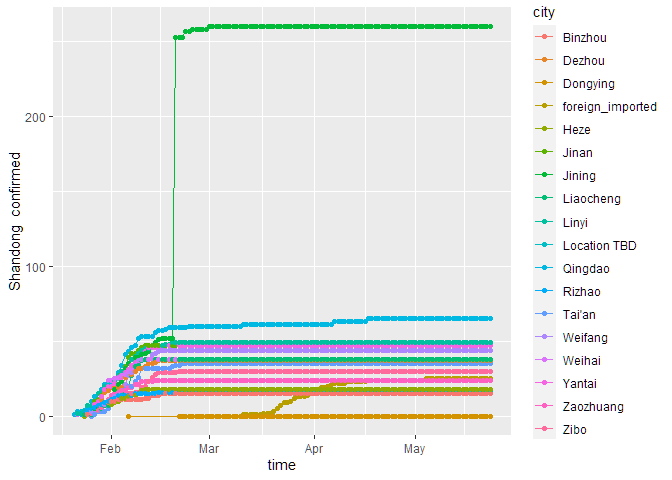 city
Binzhou
Dezhou
Dongying
foreign_imported
Heze
Jinan
Jining
Liaocheng
Linyi
Location TBD
Qingdao
Rizhao
Tai'an
Weifang
Weihai
Yantai
Zaozhuang
Zibo
Shandong confirmed
200
100
0
Feb Mar Apr May
time